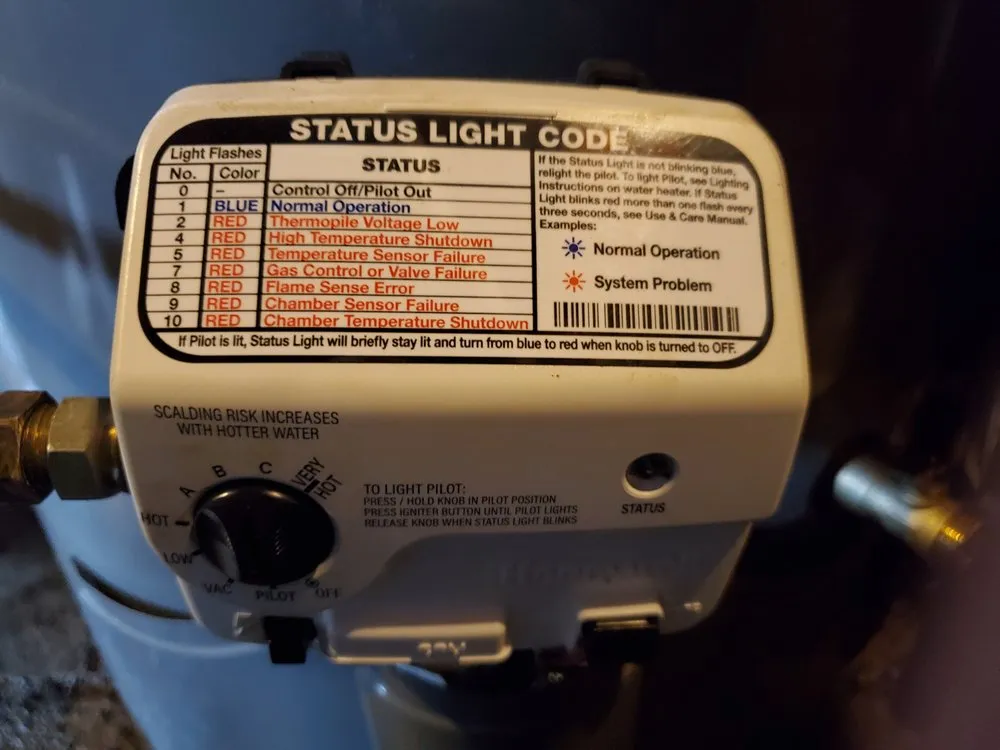 STATUS LIGHT CODE
Light Flashes
STATUS
No. Color
0 – Control Off/Pilot Out
1 BLUE Normal Operation
2 RED Thermopile Voltage Low
4 RED High Temperature Shutdown
5 RED Temperature Sensor Failure
7 RED Gas Control or Valve Failure
8 RED Flame Sense Error
9 RED Chamber Sensor Failure
10 RED Chamber Temperature Shutdown
If the Status Light is not blinking blue,
relight the pilot. To light Pilot, see Lighting
Instructions on water heater. If Status
Light blinks red more than one flash every
three seconds, see Use & Care Manual.
Examples:
Normal Operation
System Problem
If Pilot is lit, Status Light will briefly stay lit and turn from blue to red when knob is turned to OFF.
SCALDING RISK INCREASES
WITH HOTTER WATER
VERY
HOT
C
B
A
HOT
LOW
VAC
PILOT
OFF
TO LIGHT PILOT:
PRESS / HOLD KNOB IN PILOT POSITION
PRESS IGNITER BUTTON UNTIL PILOT LIGHTS
RELEASE KNOB WHEN STATUS LIGHT BLINKS
STATUS